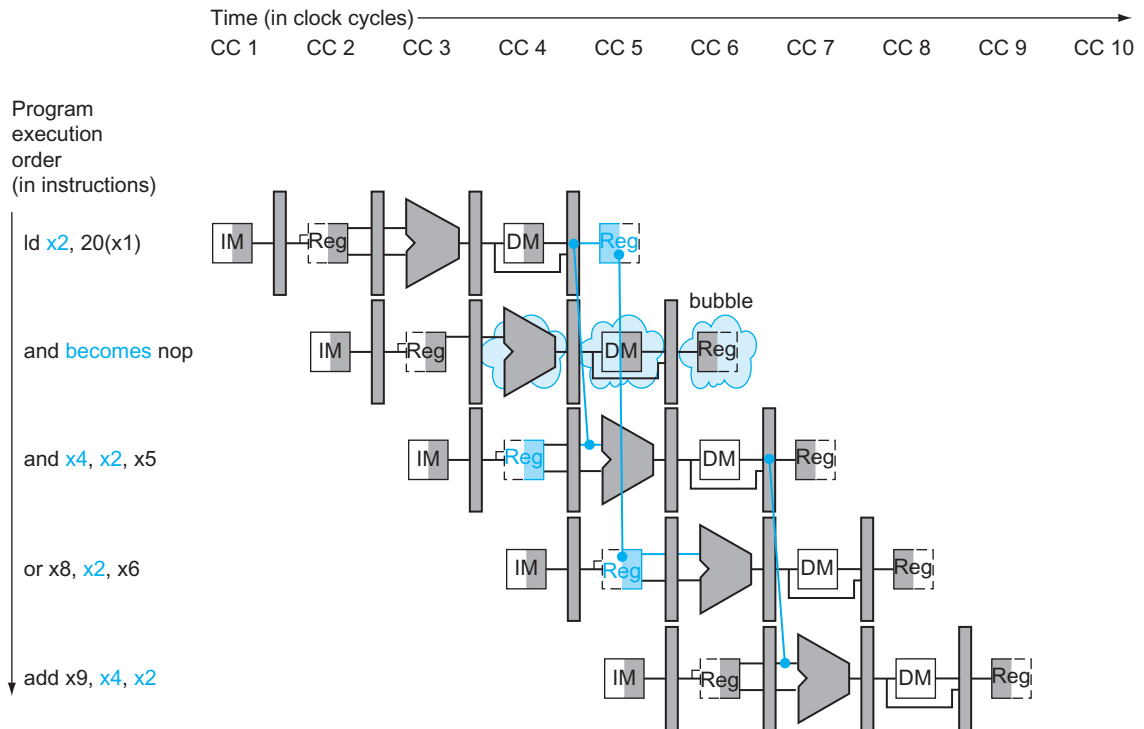 Time (in clock cycles)
CC 1 CC 2 CC 3 CC 4 CC 5 CC 6 CC 7 CC 8 CC 9 CC 10
Program
execution
order
(in instructions)
ld x2, 20(x1)
IM Reg DM Reg
bubble
and becomes nop
IM Reg DM Reg
and x4, x2, x5
IM Reg DM Reg
or x8, x2, x6
IM Reg DM Reg
add x9, x4, x2
IM Reg DM Reg